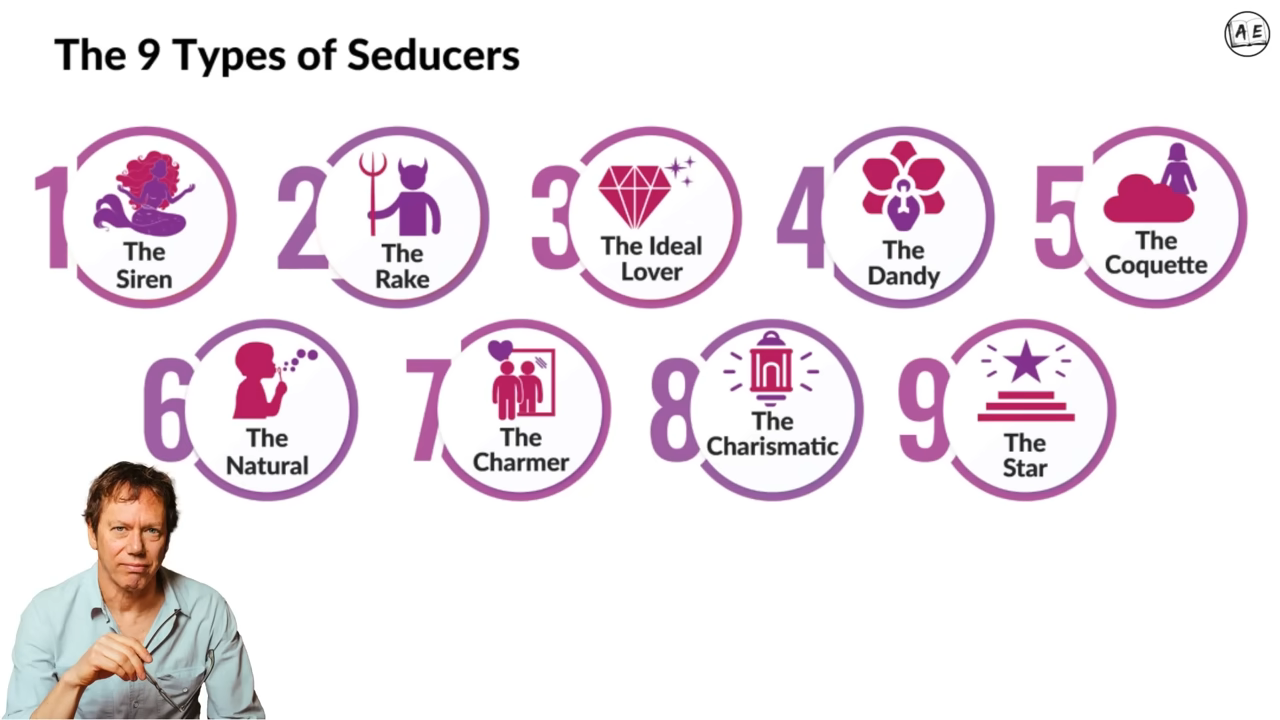 The 9 Types of Seducers
AE
1
The
Siren
2
The
Rake
3
The Ideal
Lover
4
The
Dandy
5
The
Coquette
6
The
Natural
7
The
Charmer
8
The
Charismatic
9
The
Star